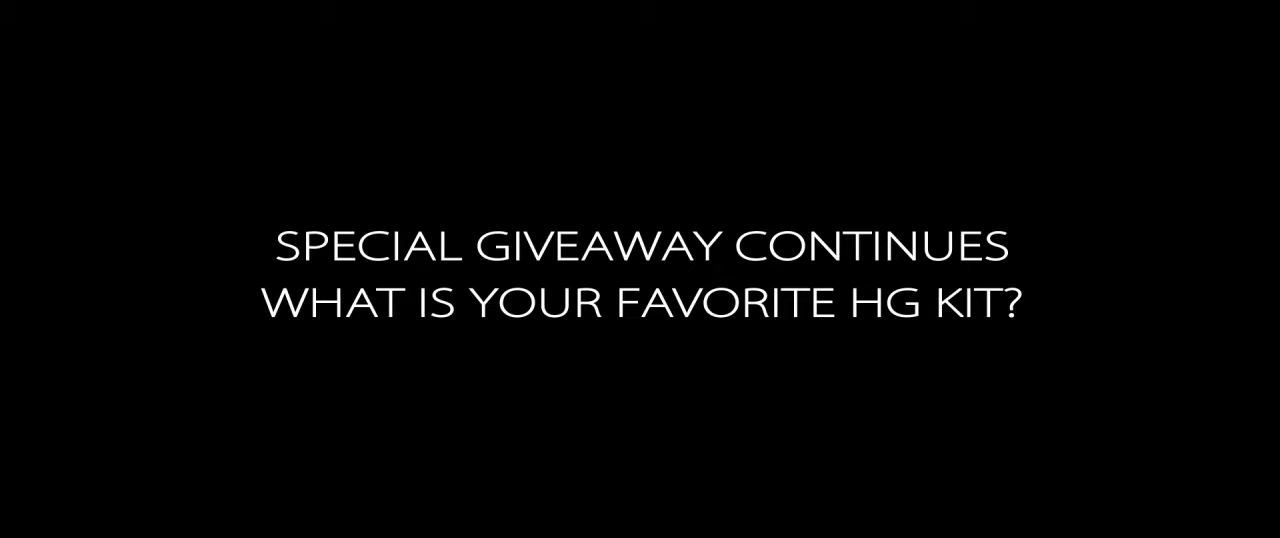 SPECIAL GIVEAWAY CONTINUES
WHAT IS YOUR FAVORITE HG KIT?